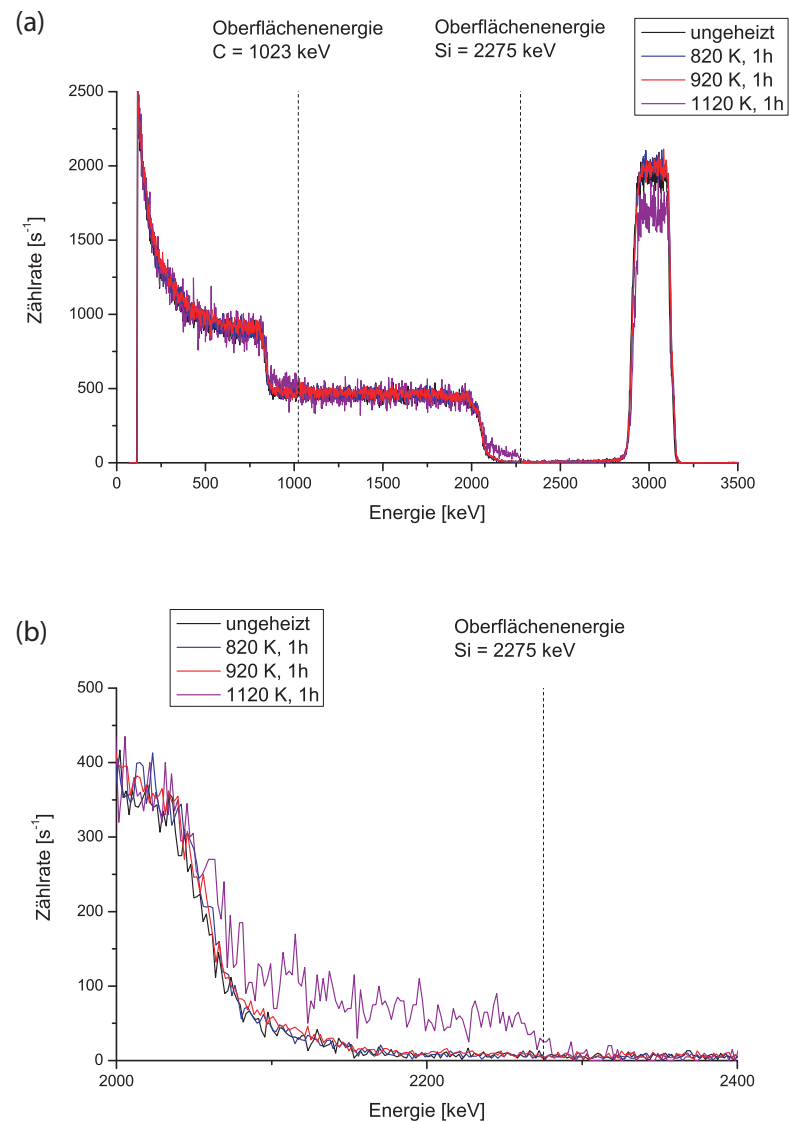 (a)
Oberflächenenergie
C = 1023 keV
Oberflächenenergie
Si = 2275 keV
ungeheizt
820 K, 1h
920 K, 1h
1120 K, 1h
2500
2000
1500
1000
500
0
Zählrate [s⁻¹]
0 500 1000 1500 2000 2500 3000 3500
Energie [keV]
(b)
ungeheizt
820 K, 1h
920 K, 1h
1120 K, 1h
Oberflächenenergie
Si = 2275 keV
500
400
300
200
100
0
Zählrate [s⁻¹]
2000 2200 2400
Energie [keV]